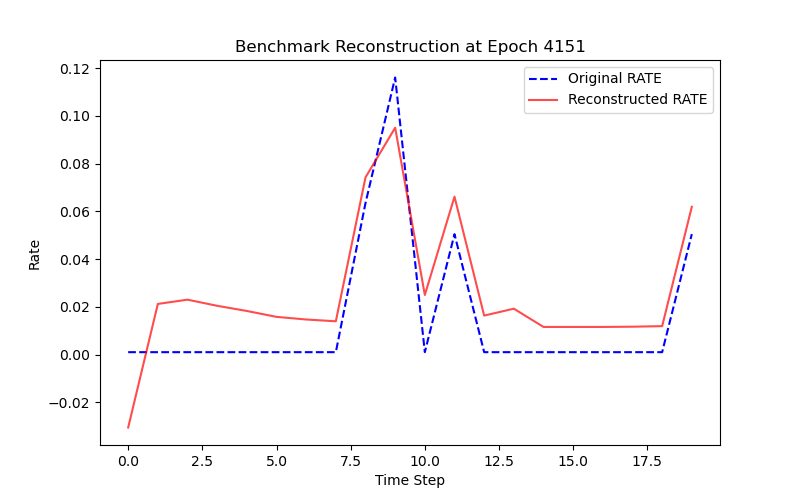 Benchmark Reconstruction at Epoch 4151
Original RATE
Reconstructed RATE
0.12
0.10
0.08
0.06
0.04
0.02
0.00
−0.02
Rate
0.0 2.5 5.0 7.5 10.0 12.5 15.0 17.5
Time Step